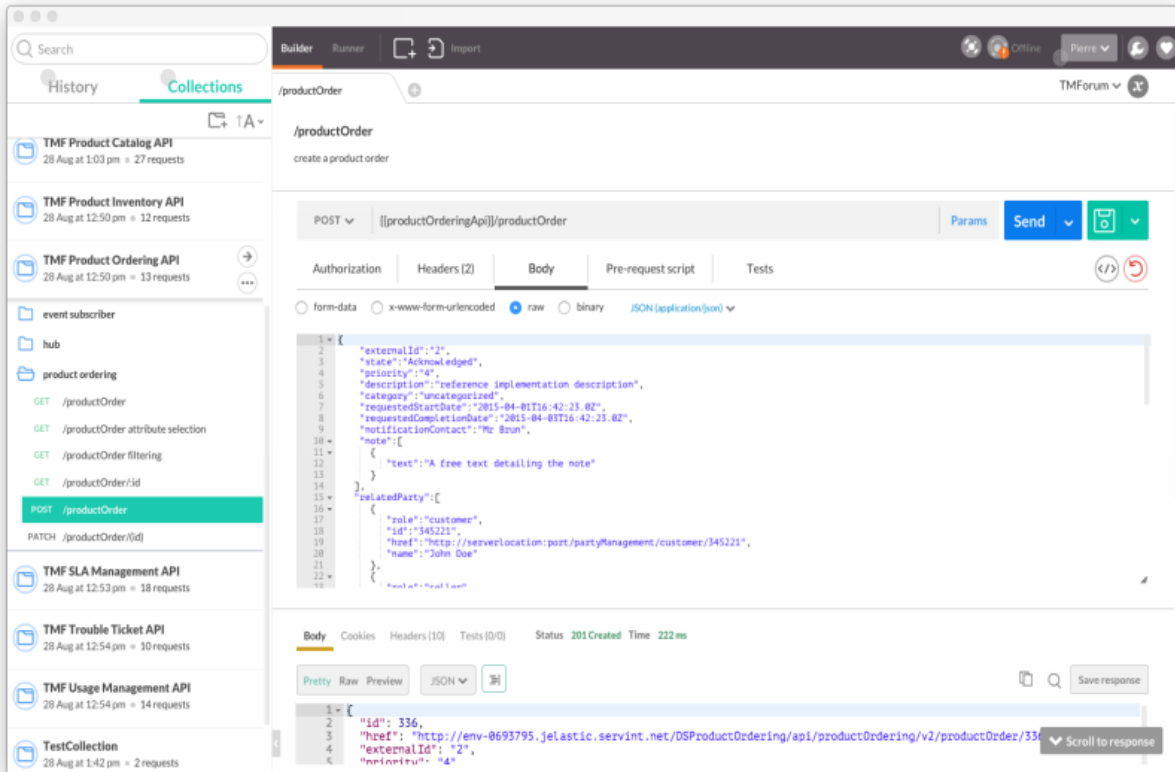 Search
History
Collections
↑A
TMF Product Catalog API
28 Aug at 1:03 pm 27 requests
TMF Product Inventory API
28 Aug at 12:50 pm 12 requests
TMF Product Ordering API
28 Aug at 12:50 pm 13 requests
event subscriber
hub
product ordering
GET /productOrder
GET /productOrder attribute selection
GET /productOrder filtering
GET /productOrder/:id
POST /productOrder
PATCH /productOrder/(id)
TMF SLA Management API
28 Aug at 12:53 pm 18 requests
TMF Trouble Ticket API
28 Aug at 12:54 pm 10 requests
TMF Usage Management API
28 Aug at 12:54 pm 14 requests
TestCollection
28 Aug at 1:42 pm 2 requests
Builder Runner Import Offline Pierre
/productOrder
TMForum
/productOrder
create a product order
POST {{productOrderingApi}}/productOrder Params Send
Authorization Headers (2) Body Pre-request script Tests
form-data x-www-form-urlencoded raw binary JSON (application/json)
1 {
2 "externalId":"2",
3 "state":"Acknowledged",
4 "priority":"4",
5 "description":"reference implementation description",
6 "category":"uncategorized",
7 "requestedStartDate":"2015-04-01T16:42:23.0Z",
8 "requestedCompletionDate":"2015-04-03T16:42:23.0Z",
9 "notificationContact":"Mr Brun",
10 "note":[
11 {
12 "text":"A free text detailing the note"
13 }
14 ],
15 "relatedParty":[
16 {
17 "role":"customer",
18 "id":"345221",
19 "href":"http://serverlocation:port/partyManagement/customer/345221",
20 "name":"John Doe"
21 },
22 {
23 "role":"seller"
Body Cookies Headers (10) Tests (0/0) Status 201 Created Time 222 ms
Pretty Raw Preview JSON Save response
1 {
2 "id": 336,
3 "href": "http://env-0693795.jelastic.servint.net/DSProductOrdering/api/productOrdering/v2/productOrder/336
4 "externalId": "2",
5 "priority": "4"
Scroll to response